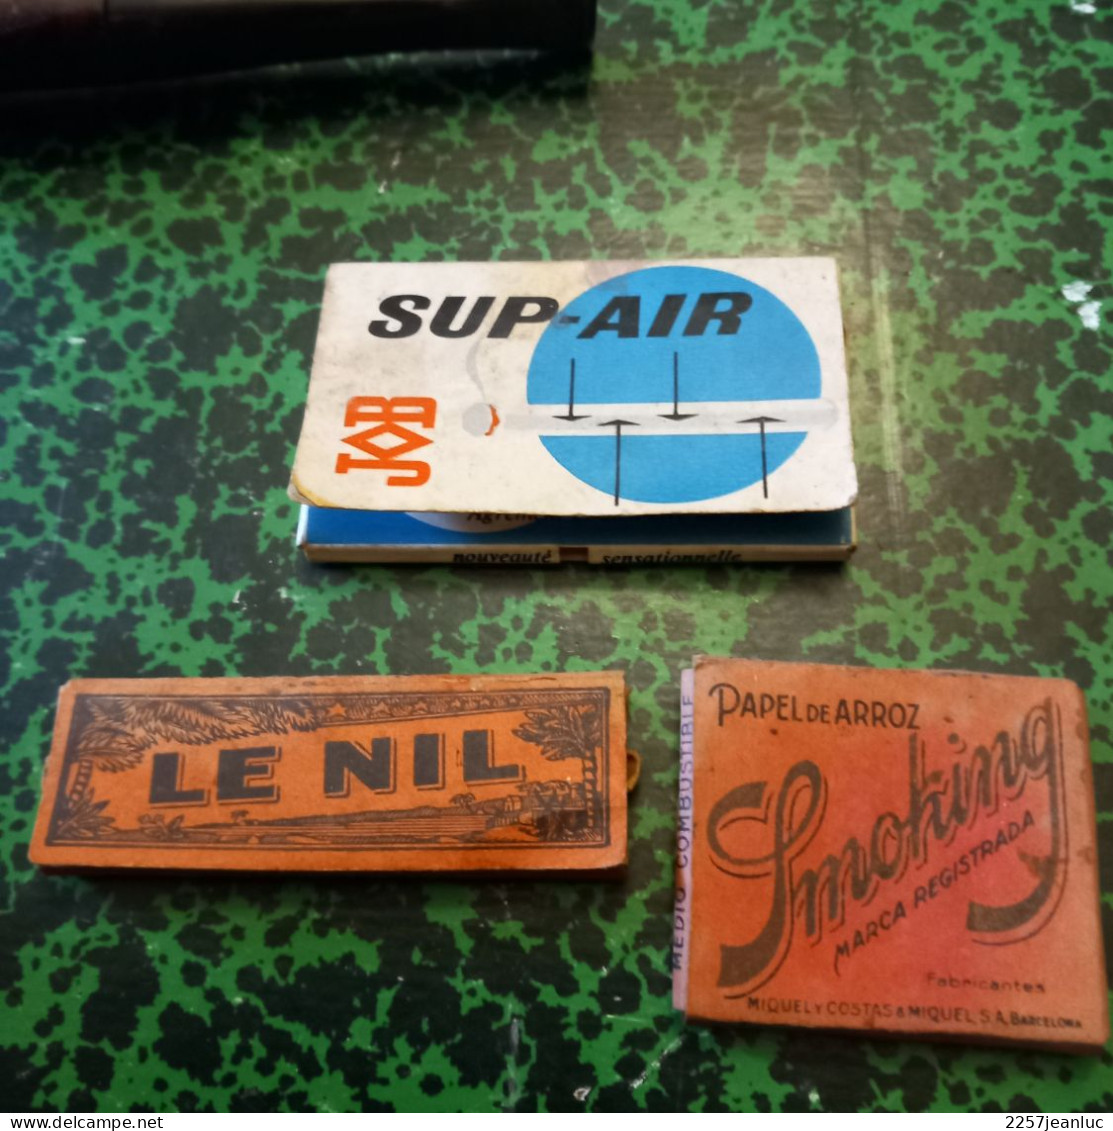 SUP-AIR
JOB
nouveauté sensationnelle
LE NIL
PAPEL DE ARROZ
Smoking
MARCA REGISTRADA
Fabricantes
MIQUEL Y COSTAS & MIQUEL, S.A, BARCELONA
MEDIO COMBUSTIBLE
delcampe.net
2257jeanluc